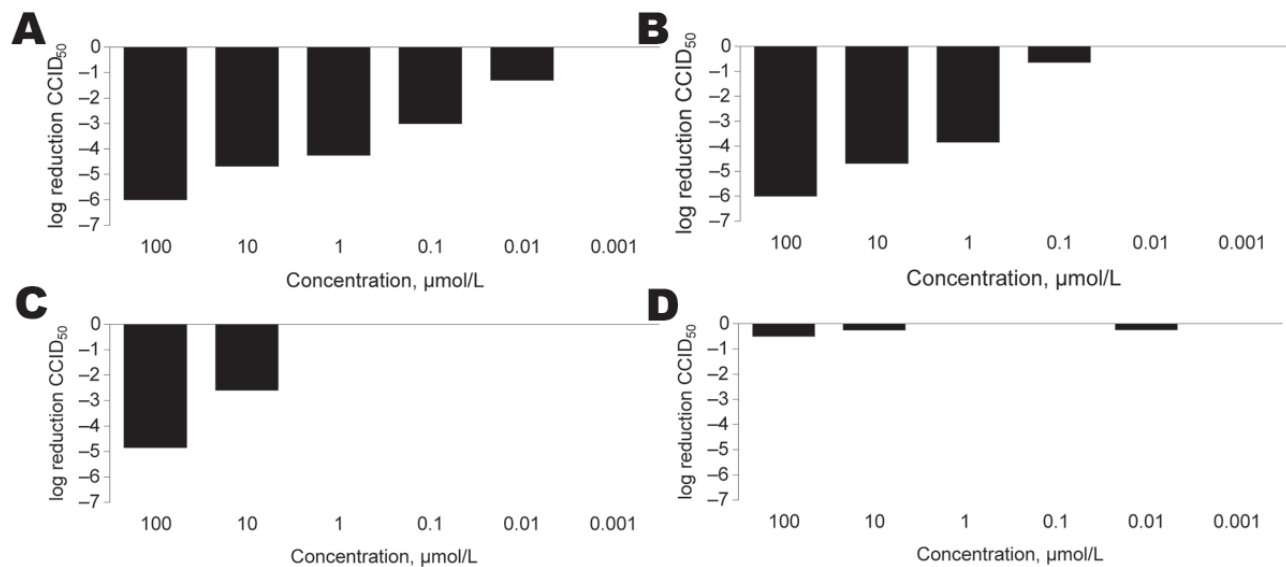 A
log reduction CCID₅₀
0
–1
–2
–3
–4
–5
–6
–7
100 10 1 0.1 0.01 0.001
Concentration, µmol/L
B
log reduction CCID₅₀
0
–1
–2
–3
–4
–5
–6
–7
100 10 1 0.1 0.01 0.001
Concentration, µmol/L
C
log reduction CCID₅₀
0
–1
–2
–3
–4
–5
–6
–7
100 10 1 0.1 0.01 0.001
Concentration, µmol/L
D
log reduction CCID₅₀
0
–1
–2
–3
–4
–5
–6
–7
100 10 1 0.1 0.01 0.001
Concentration, µmol/L